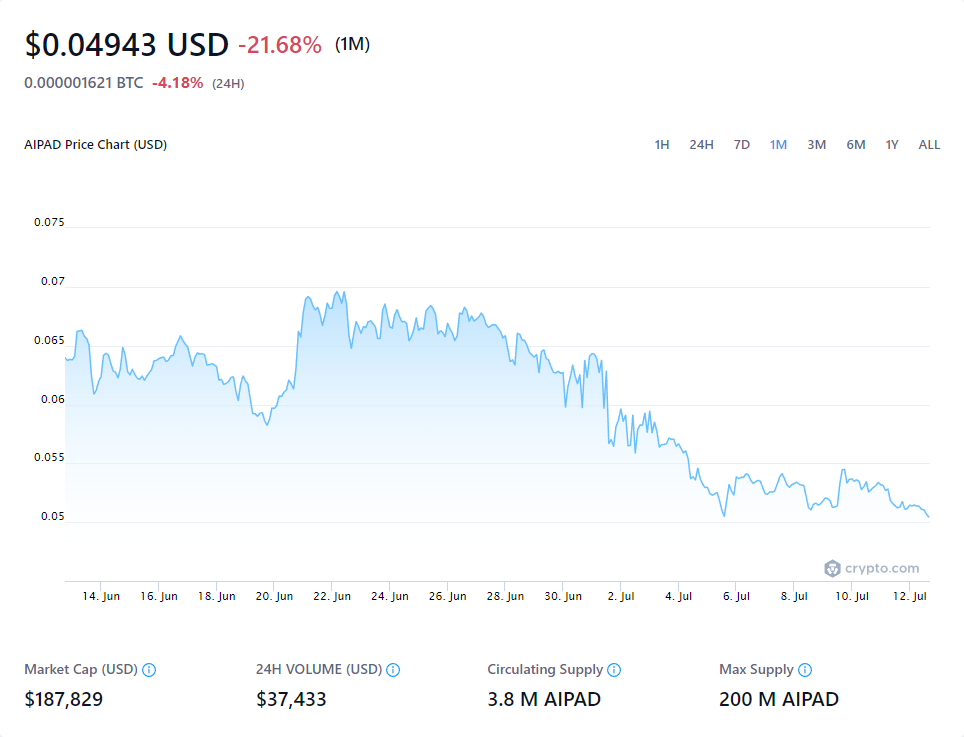 $0.04943 USD -21.68% (1M)
0.000001621 BTC -4.18% (24H)
AIPAD Price Chart (USD) 1H 24H 7D 1M 3M 6M 1Y ALL
0.075
0.07
0.065
0.06
0.055
0.05
crypto.com
14. Jun 16. Jun 18. Jun 20. Jun 22. Jun 24. Jun 26. Jun 28. Jun 30. Jun 2. Jul 4. Jul 6. Jul 8. Jul 10. Jul 12. Jul
Market Cap (USD) 24H VOLUME (USD) Circulating Supply Max Supply
$187,829 $37,433 3.8 M AIPAD 200 M AIPAD